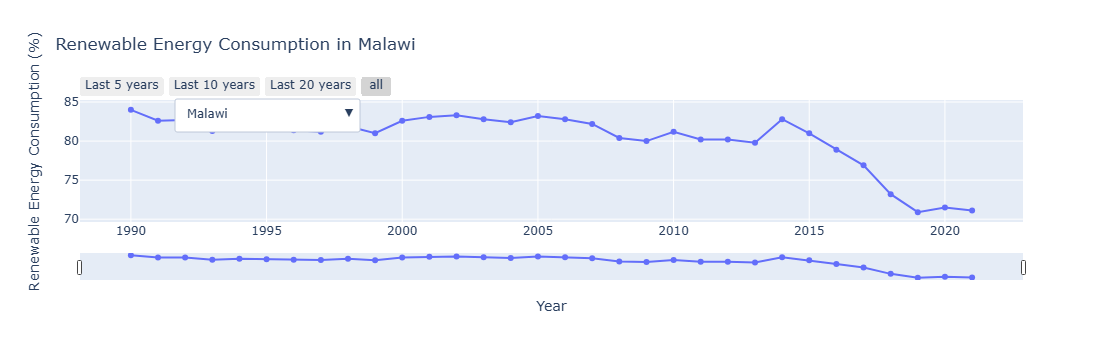 Renewable Energy Consumption in Malawi
Renewable Energy Consumption (%)
Last 5 years Last 10 years Last 20 years all
Malawi ▼
85
80
75
70
1990 1995 2000 2005 2010 2015 2020
Year